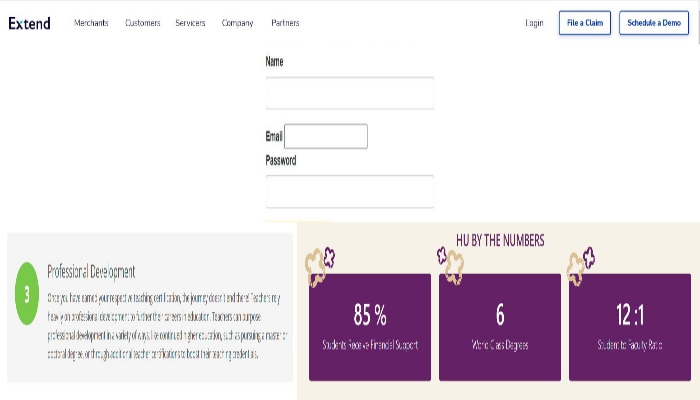 Extend Merchants Customers Servicers Company Partners Login File a Claim Schedule a Demo
Name
Email
Password
3
Professional Development
Once you have earned your respective teaching certification, the journey doesn't end there! Teachers rely
heavily on professional development to further their careers in education. Teachers can purpose
professional development in a variety of ways, like continued higher education, such as pursuing a master or
doctoral degree, or through additional teacher certifications to boost their teaching credentials.
HU BY THE NUMBERS
85 %
Students Receive Financial Support
6
World Class Degrees
12 :1
Student to Faculty Ratio